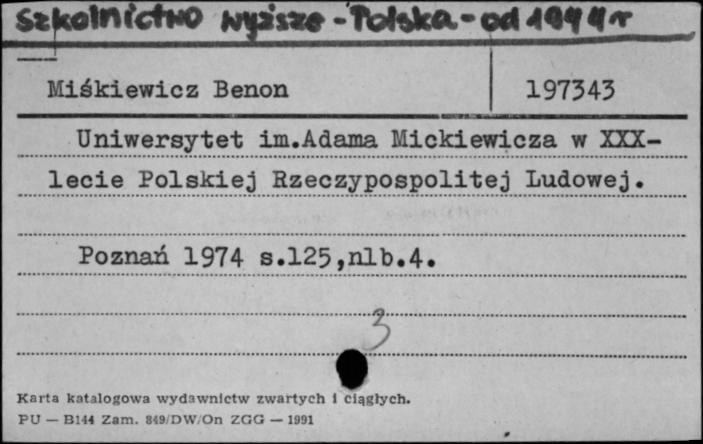 Szkolnictwo wyższe - Polska - od 1944 r
Miśkiewicz Benon 197343
Uniwersytet im.Adama Mickiewicza w XXX-
lecie Polskiej Rzeczypospolitej Ludowej.
Poznań 1974 s.125,nlb.4.
3
Karta katalogowa wydawnictw zwartych i ciągłych.
PU — B144 Zam. 849/DW/On ZGG — 1991